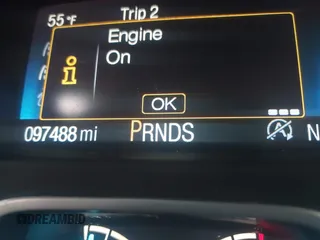 55°F Trip 2
Engine
On
OK
097488 mi PRNDS A N
DREAMBID